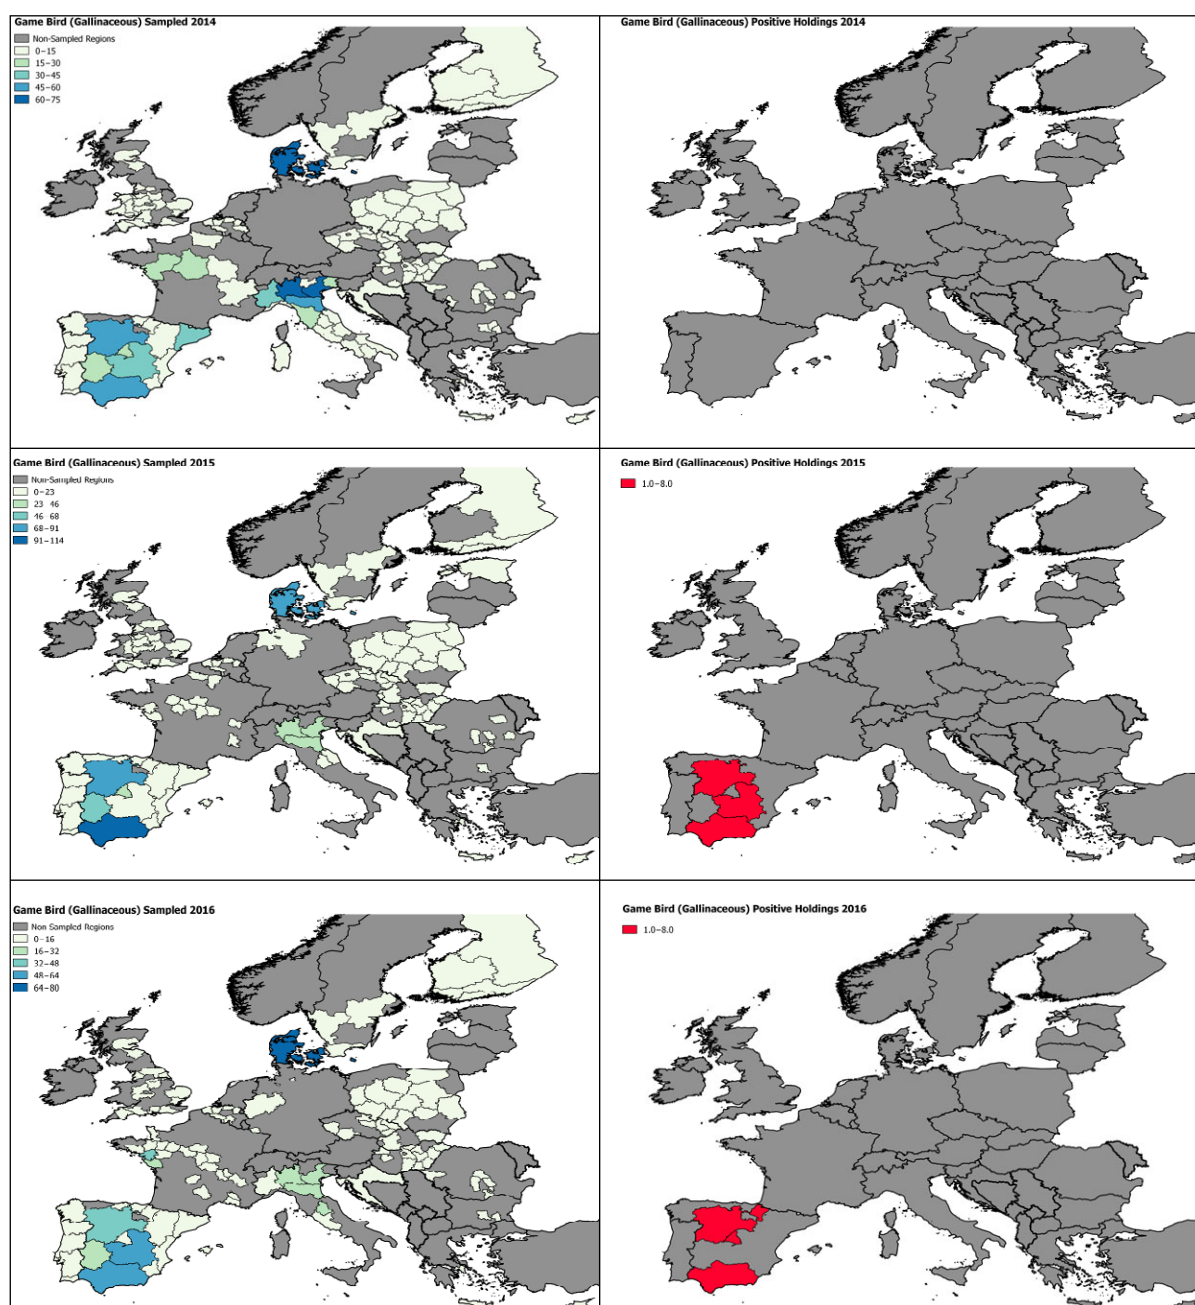 Game Bird (Gallinaceous) Sampled 2014
Non-Sampled Regions
0–15
15–30
30–45
45–60
60–75
Game Bird (Gallinaceous) Positive Holdings 2014
Game Bird (Gallinaceous) Sampled 2015
Non-Sampled Regions
0–23
23 46
46 68
68–91
91–114
Game Bird (Gallinaceous) Positive Holdings 2015
1.0–8.0
Game Bird (Gallinaceous) Sampled 2016
Non Sampled Regions
0–16
16–32
32–48
48–64
64–80
Game Bird (Gallinaceous) Positive Holdings 2016
1.0–8.0